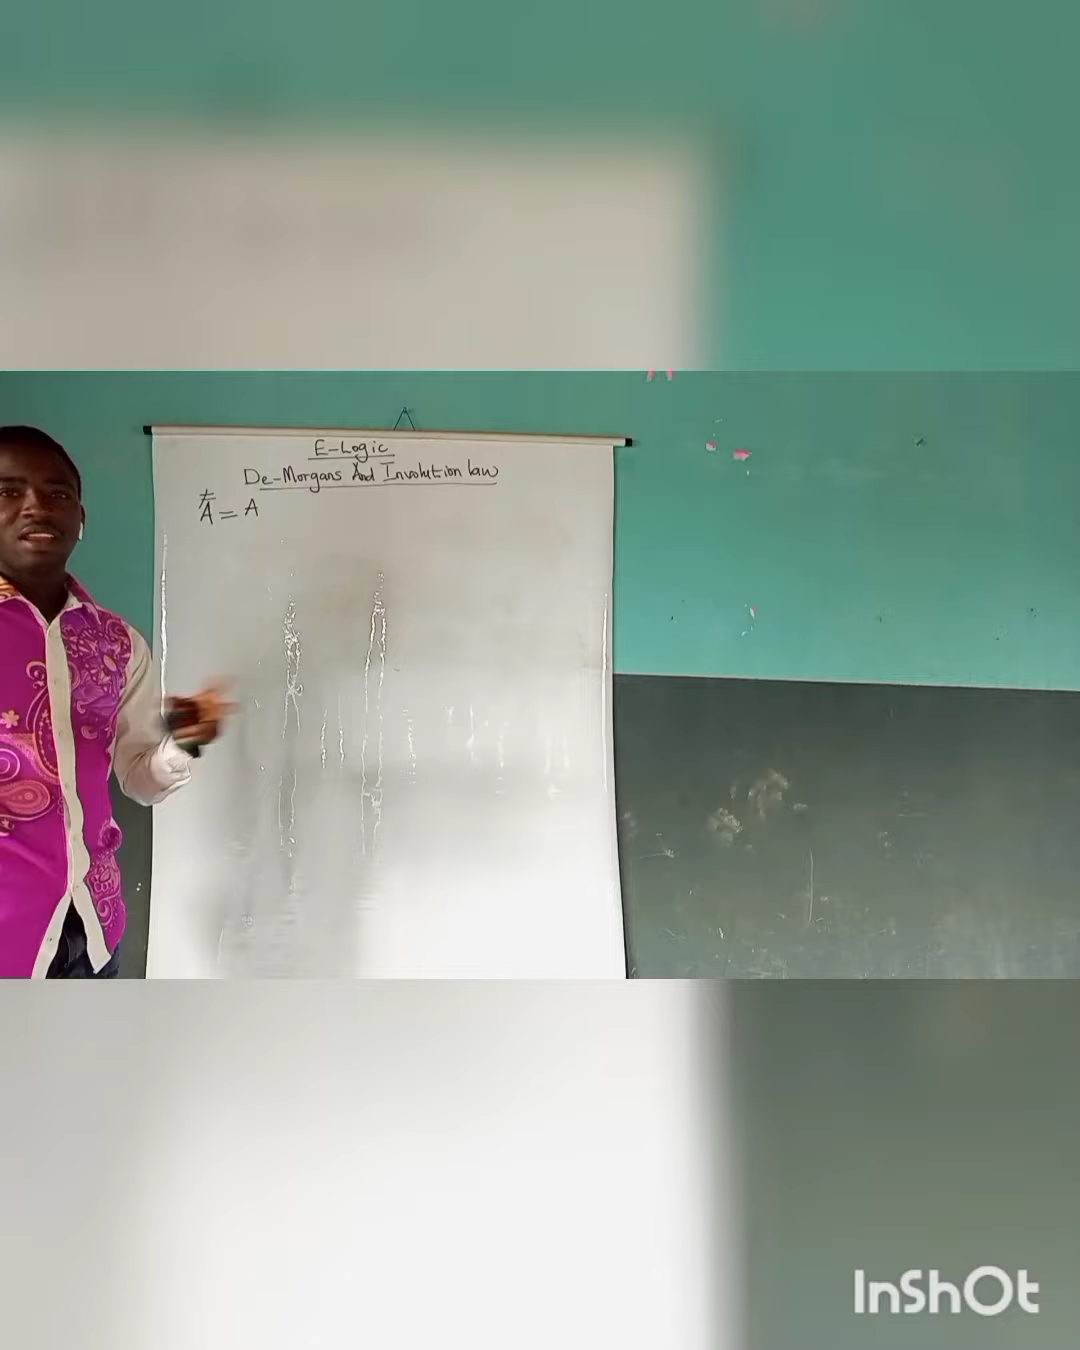 E-Logic
De-Morgans And Involution law
A̿ = A
InShOt